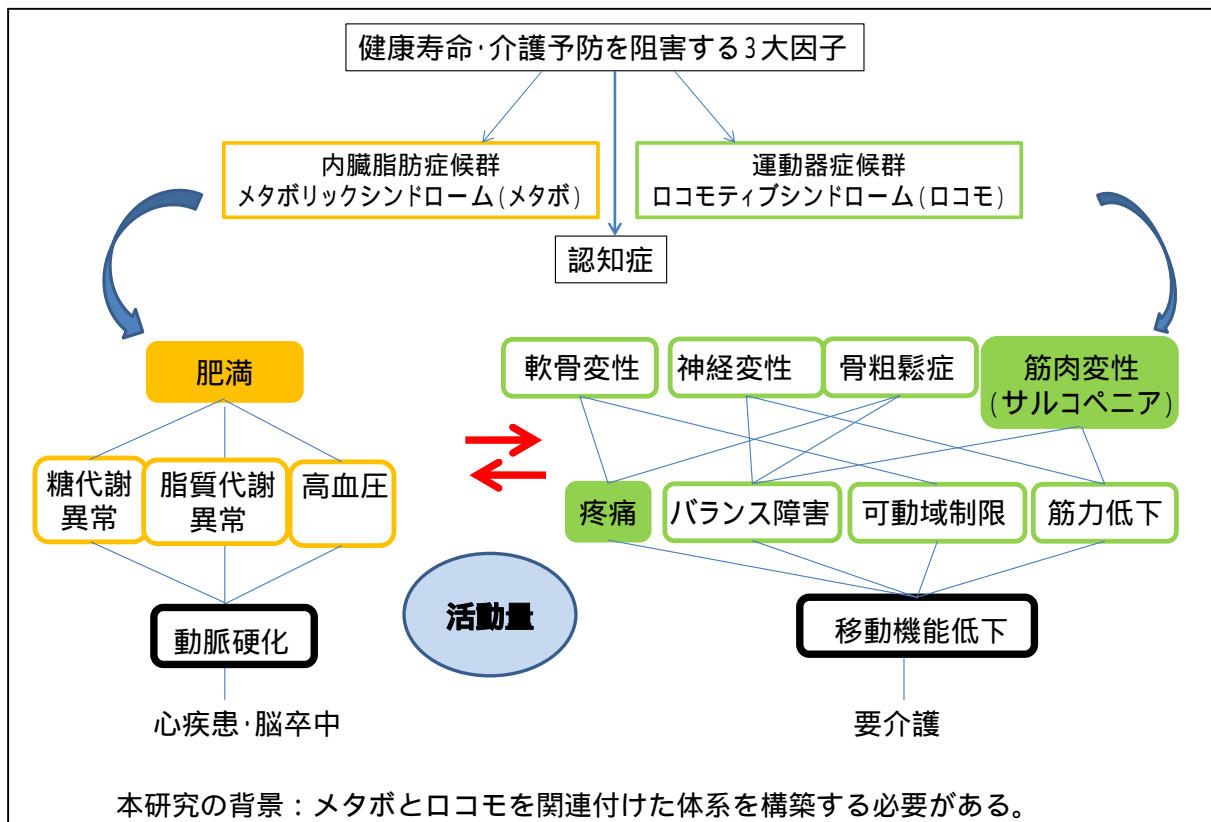 健康寿命･介護予防を阻害する3大因子
内臓脂肪症候群
メタボリックシンドローム(メタボ)
運動器症候群
ロコモティブシンドローム(ロコモ)
認知症
肥満
軟骨変性
神経変性
骨粗鬆症
筋肉変性
(サルコペニア)
糖代謝
異常
脂質代謝
異常
高血圧
疼痛
バランス障害
可動域制限
筋力低下
活動量
動脈硬化
移動機能低下
心疾患･脳卒中
要介護
本研究の背景：メタボとロコモを関連付けた体系を構築する必要がある。